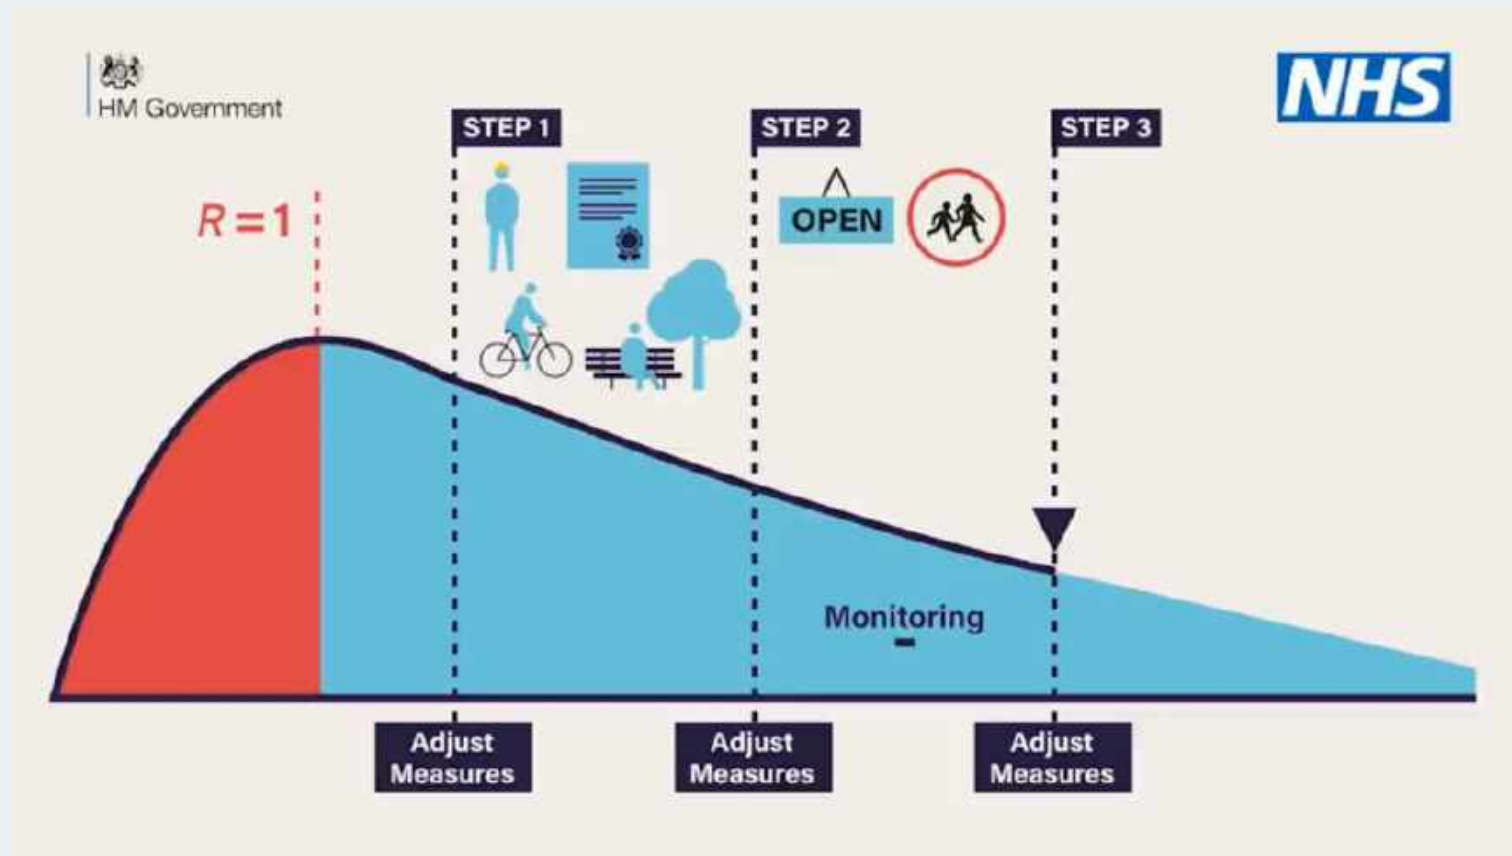 HM Government
NHS
STEP 1
STEP 2
STEP 3
R=1
OPEN
Monitoring
Adjust
Measures
Adjust
Measures
Adjust
Measures